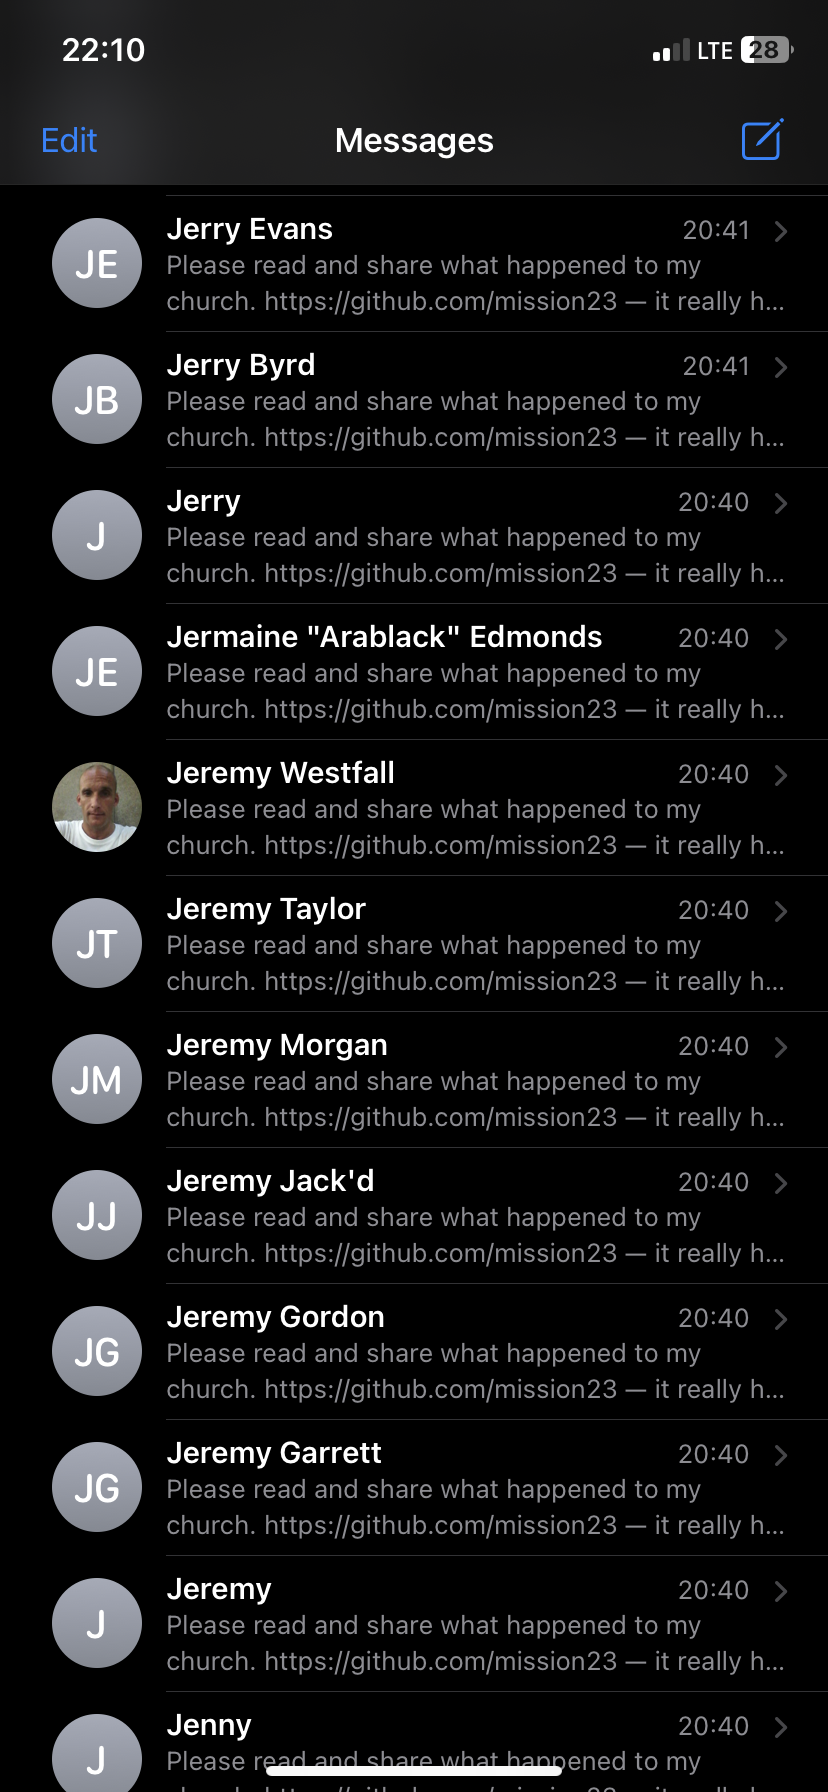 22:10
LTE 28
Edit
Messages
Jerry Evans 20:41
JE
Please read and share what happened to my
church. https://github.com/mission23 — it really h...
Jerry Byrd 20:41
JB
Please read and share what happened to my
church. https://github.com/mission23 — it really h...
Jerry 20:40
J
Please read and share what happened to my
church. https://github.com/mission23 — it really h...
Jermaine "Arablack" Edmonds 20:40
JE
Please read and share what happened to my
church. https://github.com/mission23 — it really h...
Jeremy Westfall 20:40
Please read and share what happened to my
church. https://github.com/mission23 — it really h...
Jeremy Taylor 20:40
JT
Please read and share what happened to my
church. https://github.com/mission23 — it really h...
Jeremy Morgan 20:40
JM
Please read and share what happened to my
church. https://github.com/mission23 — it really h...
Jeremy Jack'd 20:40
JJ
Please read and share what happened to my
church. https://github.com/mission23 — it really h...
Jeremy Gordon 20:40
JG
Please read and share what happened to my
church. https://github.com/mission23 — it really h...
Jeremy Garrett 20:40
JG
Please read and share what happened to my
church. https://github.com/mission23 — it really h...
Jeremy 20:40
J
Please read and share what happened to my
church. https://github.com/mission23 — it really h...
Jenny 20:40
J
Please read and share what happened to my